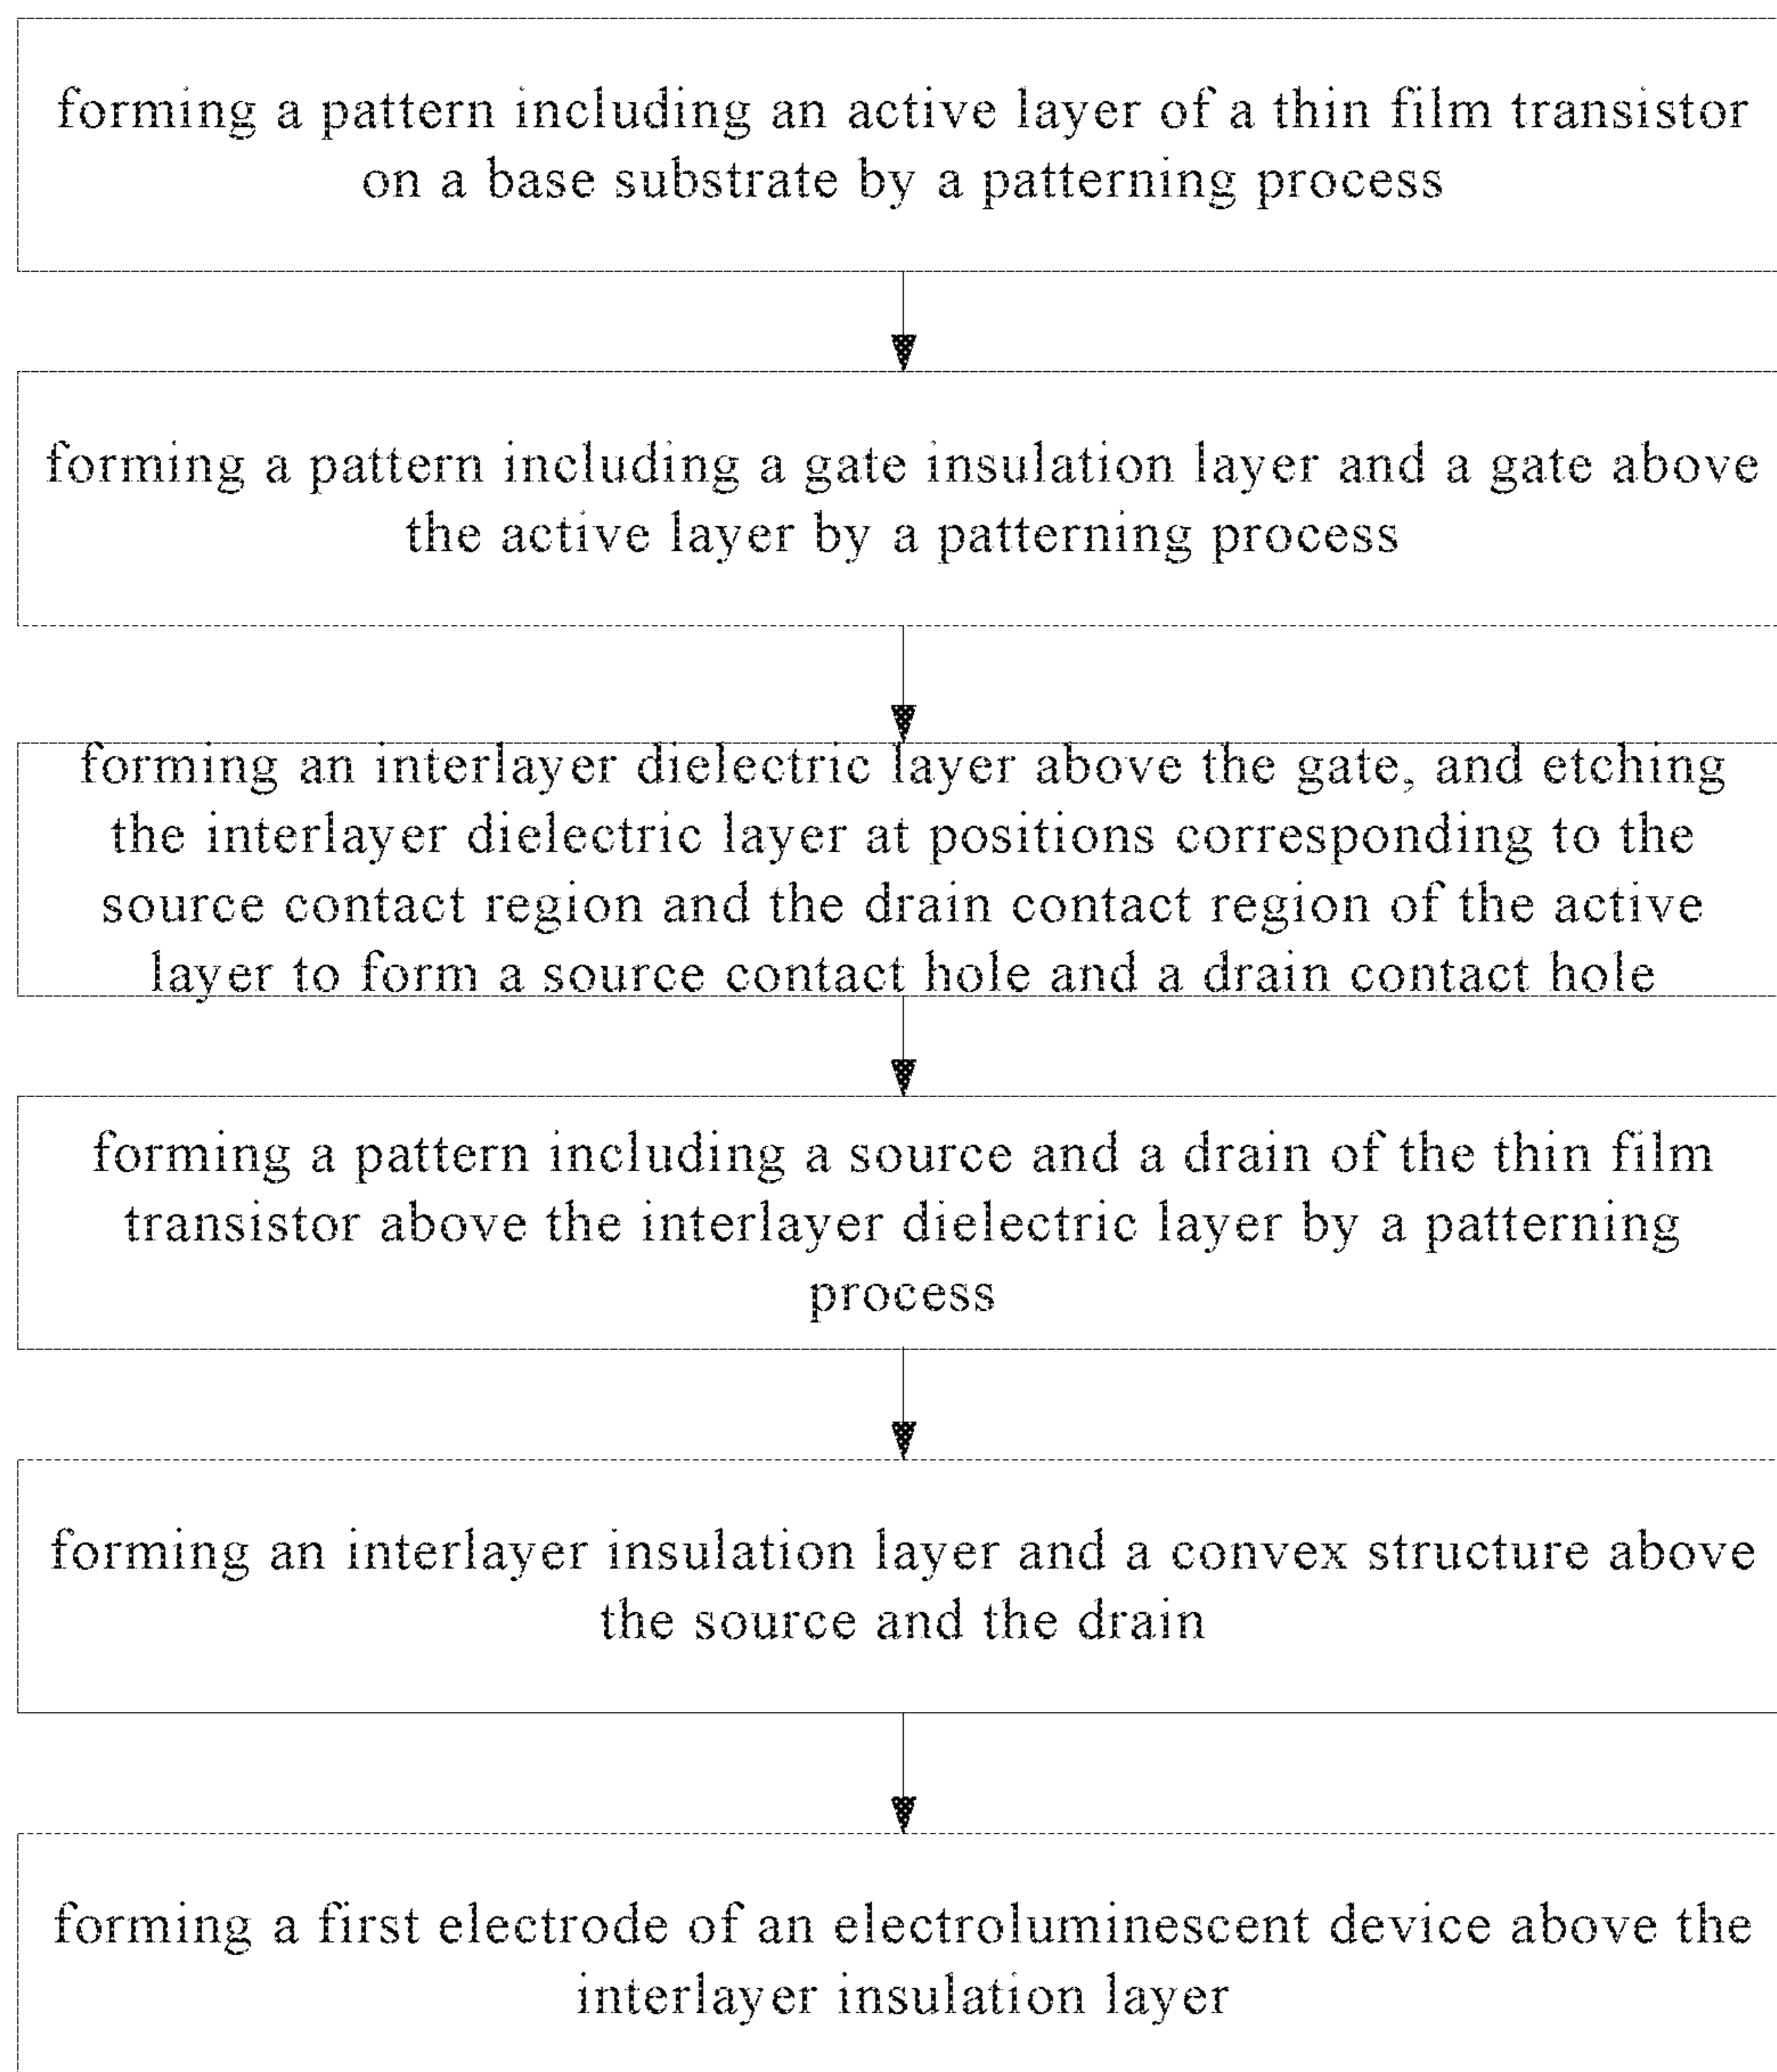 forming a pattern including an active layer of a thin film transistor
on a base substrate by a patterning process
forming a pattern including a gate insulation layer and a gate above
the active layer by a patterning process
forming an interlayer dielectric layer above the gate, and etching
the interlayer dielectric layer at positions corresponding to the
source contact region and the drain contact region of the active
layer to form a source contact hole and a drain contact hole
forming a pattern including a source and a drain of the thin film
transistor above the interlayer dielectric layer by a patterning
process
forming an interlayer insulation layer and a convex structure above
the source and the drain
forming a first electrode of an electroluminescent device above the
interlayer insulation layer